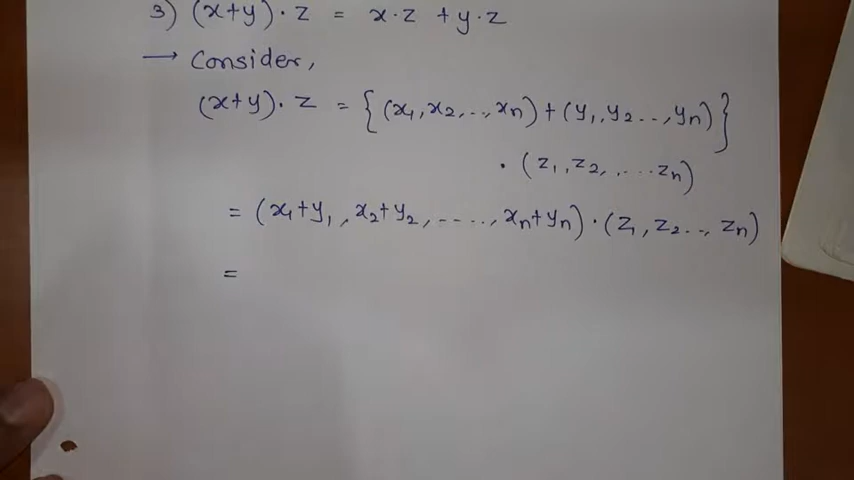 3) (x+y)·z = x·z + y·z
→ Consider,
(x+y)·z = {(x₁,x₂,..,xₙ)+(y₁,y₂..,yₙ)}
· (z₁,z₂,....zₙ)
= (x₁+y₁,x₂+y₂,......,xₙ+yₙ)·(z₁,z₂..,zₙ)
=